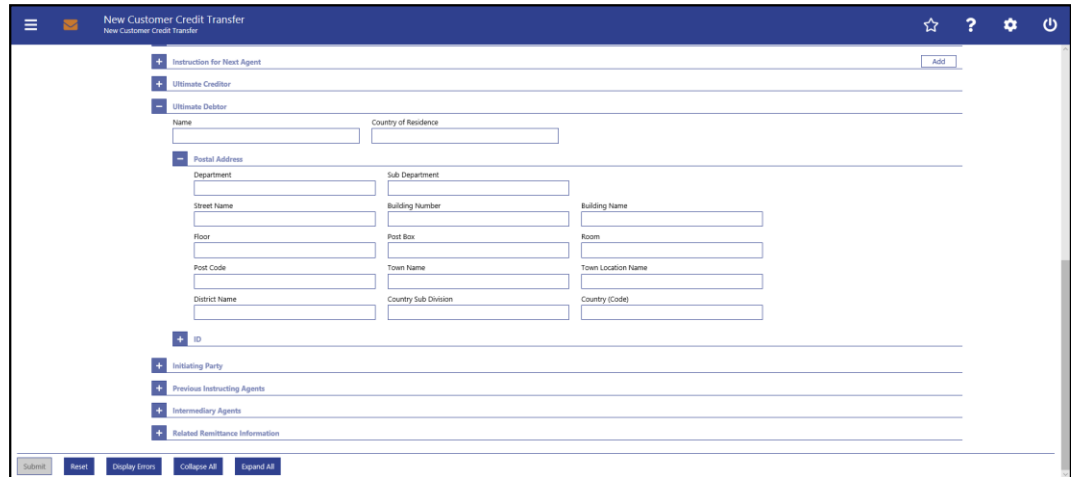 New Customer Credit Transfer
New Customer Credit Transfer
?
Instruction for Next Agent Add
Ultimate Creditor
Ultimate Debtor
Name Country of Residence
Postal Address
Department Sub Department
Street Name Building Number Building Name
Floor Post Box Room
Post Code Town Name Town Location Name
District Name Country Sub Division Country (Code)
ID
Initiating Party
Previous Instructing Agents
Intermediary Agents
Related Remittance Information
Submit Reset Display Errors Collapse All Expand All